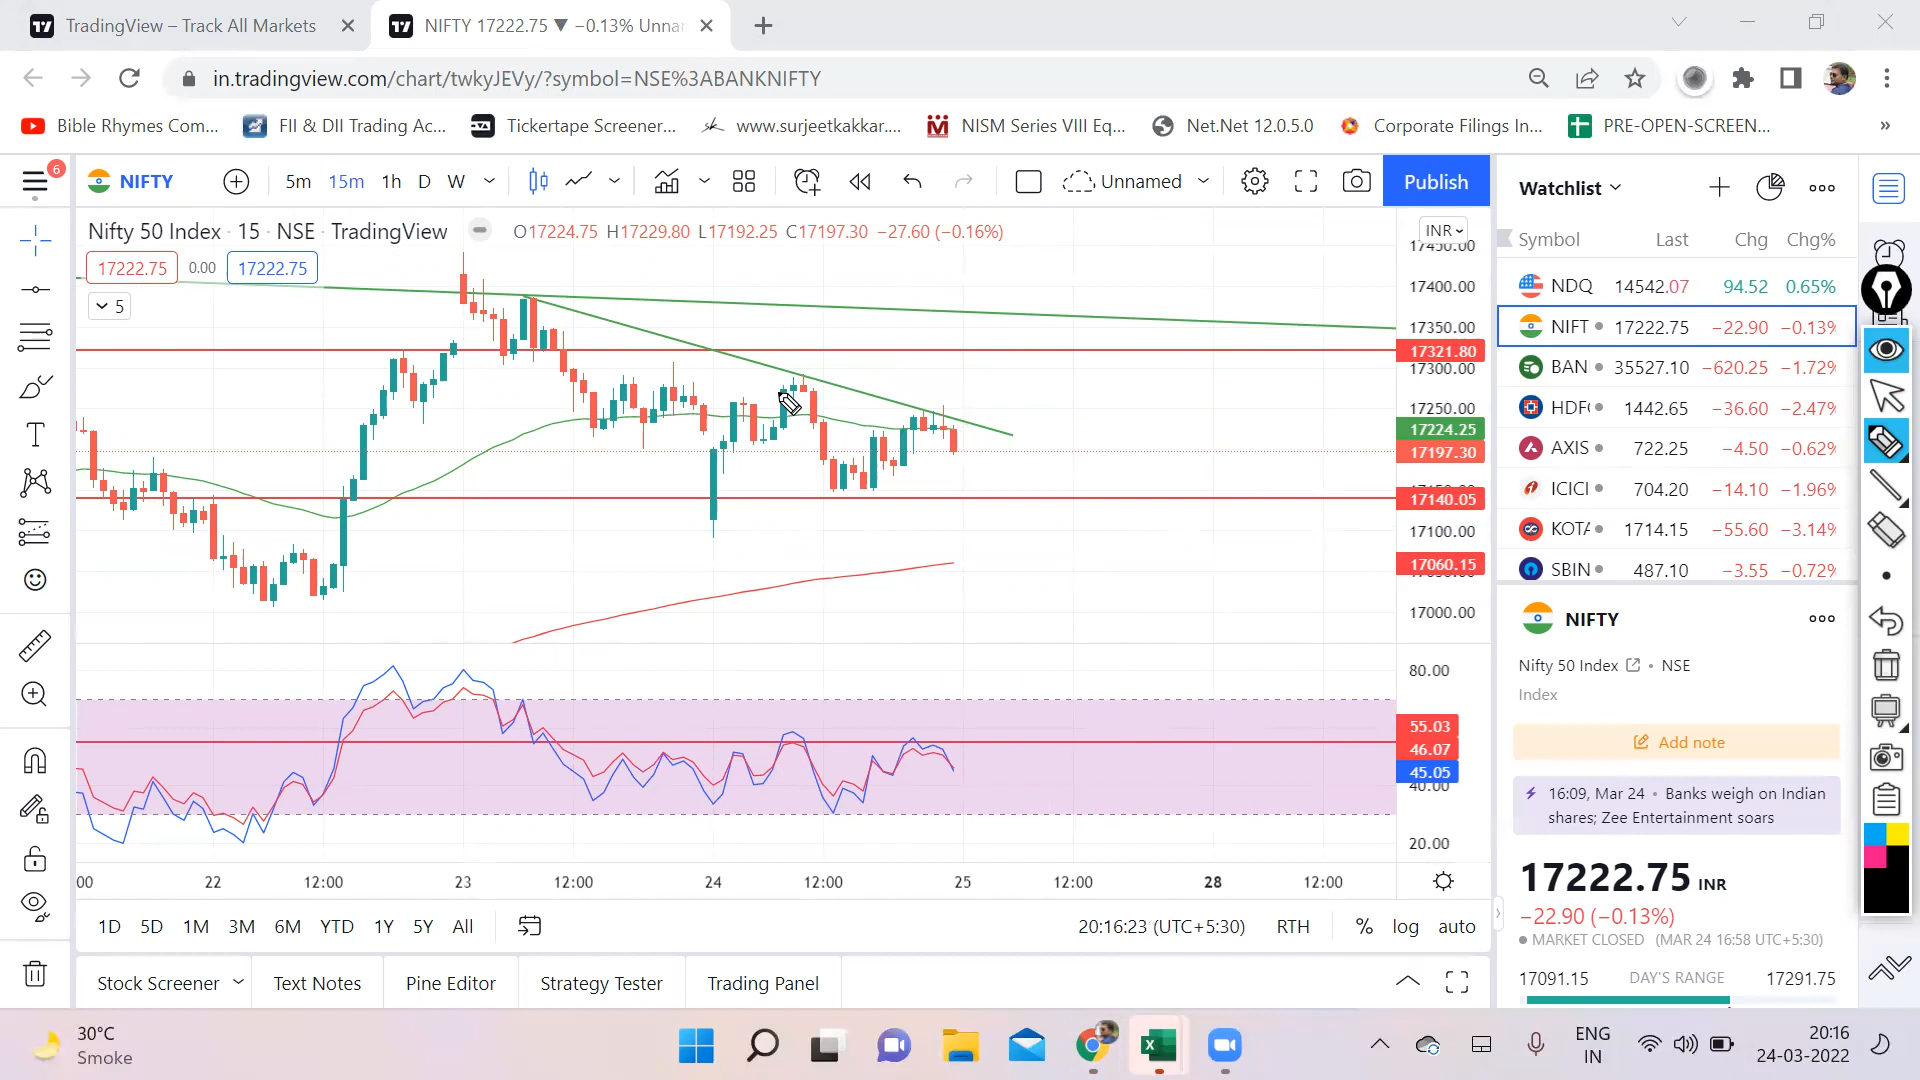 TradingView – Track All Markets
NIFTY 17222.75 ▼ −0.13% Unnar
in.tradingview.com/chart/twkyJEVy/?symbol=NSE%3ABANKNIFTY
Bible Rhymes Com...
FII & DII Trading Ac...
Tickertape Screener...
www.surjeetkakkar....
NISM Series VIII Eq...
Net.Net 12.0.5.0
Corporate Filings In...
PRE-OPEN-SCREEN...
»
6
NIFTY
5m 15m 1h D W
Unnamed
Publish
Nifty 50 Index · 15 · NSE · TradingView
O17224.75 H17229.80 L17192.25 C17197.30 −27.60 (−0.16%)
17222.75 0.00 17222.75
5
INR
17450.00
17400.00
17350.00
17321.80
17300.00
17250.00
17224.25
17197.30
17140.05
17100.00
17060.15
17000.00
80.00
55.03
46.07
45.05
40.00
20.00
:00 22 12:00 23 12:00 24 12:00 25 12:00 28 12:00
1D 5D 1M 3M 6M YTD 1Y 5Y All
20:16:23 (UTC+5:30) RTH % log auto
Stock Screener Text Notes Pine Editor Strategy Tester Trading Panel
Watchlist
Symbol Last Chg Chg%
NDQ 14542.07 94.52 0.65%
NIFT 17222.75 −22.90 −0.13%
BAN 35527.10 −620.25 −1.72%
HDF 1442.65 −36.60 −2.47%
AXIS 722.25 −4.50 −0.62%
ICICI 704.20 −14.10 −1.96%
KOTA 1714.15 −55.60 −3.14%
SBIN 487.10 −3.55 −0.72%
NIFTY
Nifty 50 Index • NSE
Index
Add note
16:09, Mar 24 • Banks weigh on Indian
shares; Zee Entertainment soars
17222.75 INR
−22.90 (−0.13%)
MARKET CLOSED (MAR 24 16:58 UTC+5:30)
17091.15 DAY'S RANGE 17291.75
30°C
Smoke
ENG
IN
20:16
24-03-2022